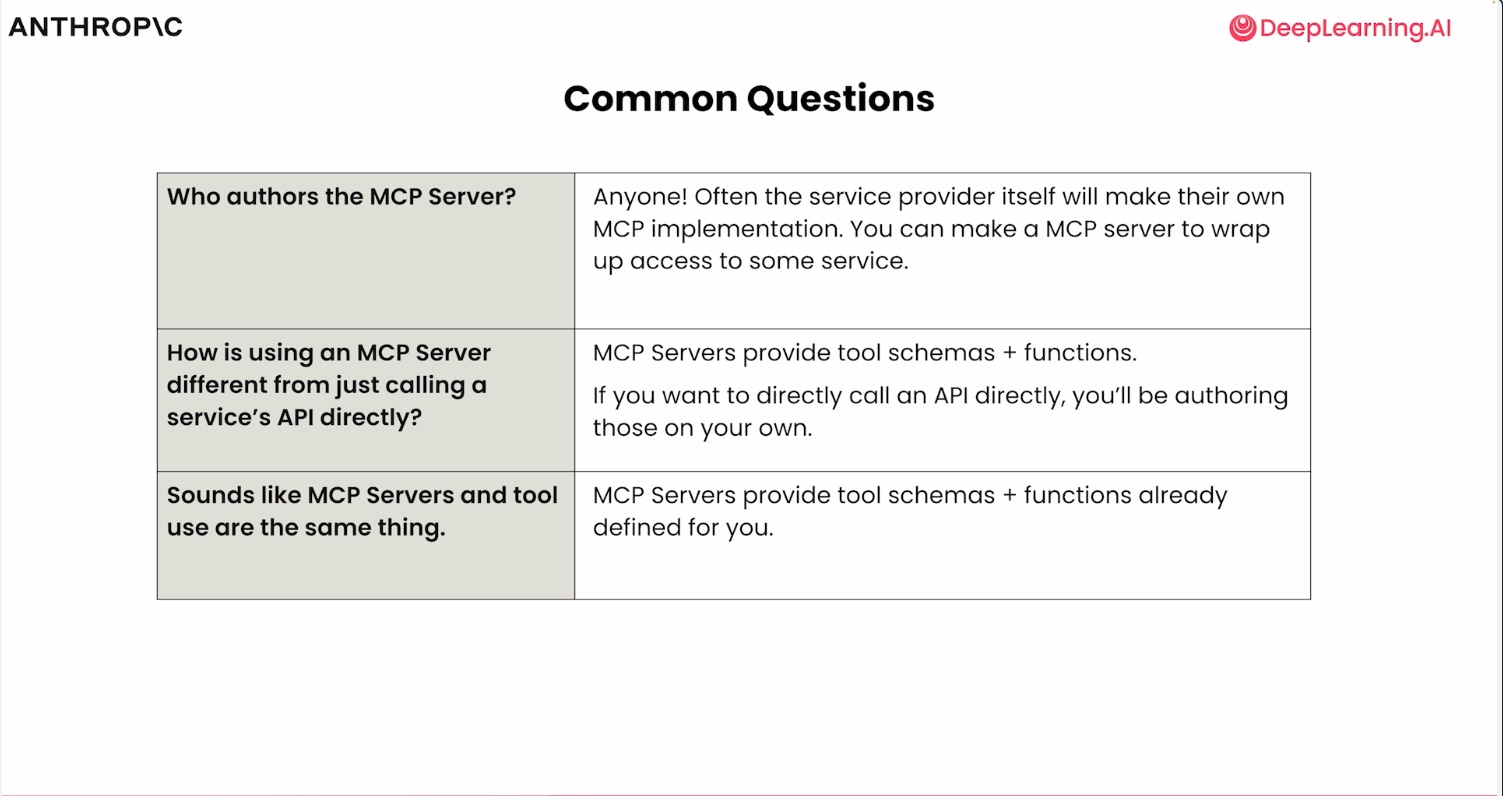 ANTHROP\C
DeepLearning.AI
Common Questions
Who authors the MCP Server?
Anyone! Often the service provider itself will make their own
MCP implementation. You can make a MCP server to wrap
up access to some service.
How is using an MCP Server
different from just calling a
service’s API directly?
MCP Servers provide tool schemas + functions.
If you want to directly call an API directly, you’ll be authoring
those on your own.
Sounds like MCP Servers and tool
use are the same thing.
MCP Servers provide tool schemas + functions already
defined for you.